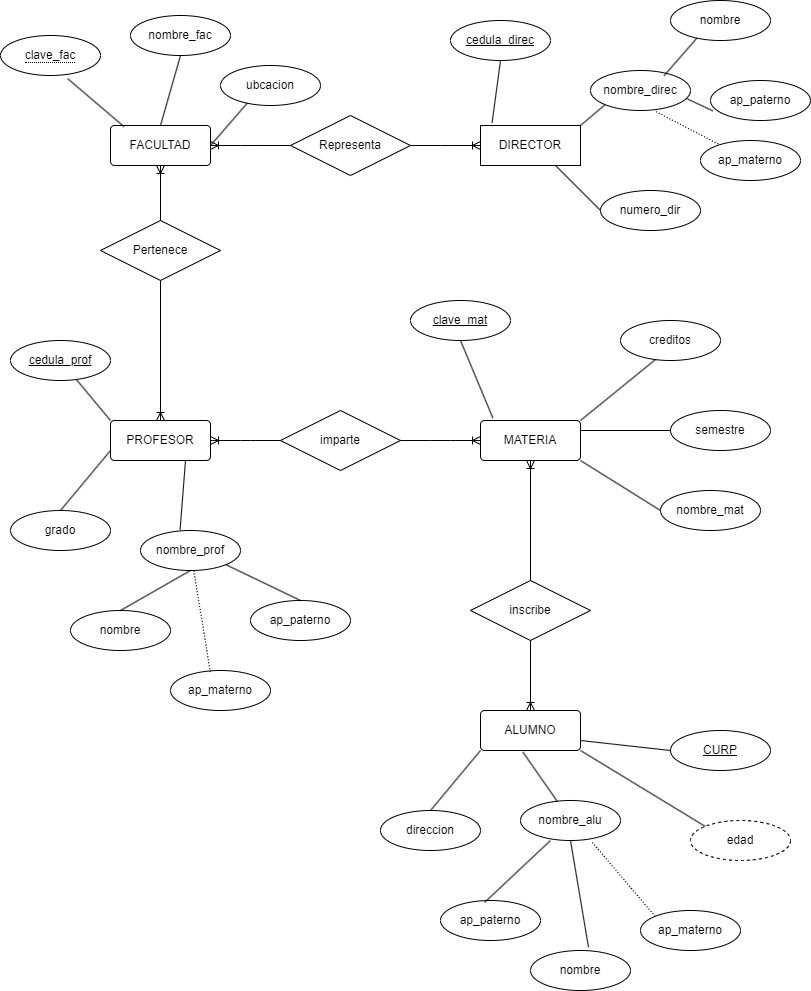 nombre
nombre_fac
cedula_direc
clave_fac
ubcacion
nombre_direc
ap_paterno
FACULTAD
Representa
DIRECTOR
ap_materno
numero_dir
Pertenece
clave_mat
creditos
cedula_prof
PROFESOR
imparte
MATERIA
semestre
nombre_mat
grado
nombre_prof
nombre
ap_paterno
ap_materno
inscribe
ALUMNO
CURP
direccion
nombre_alu
edad
ap_paterno
ap_materno
nombre